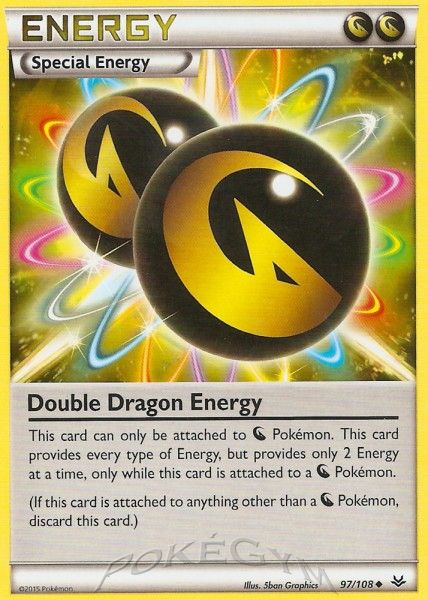 ENERGY
Special Energy
Double Dragon Energy
This card can only be attached to Pokémon. This card
provides every type of Energy, but provides only 2 Energy
at a time, only while this card is attached to a Pokémon.
(If this card is attached to anything other than a Pokémon,
discard this card.)
POKÉGYM
©2015 Pokémon
Illus. 5ban Graphics
97/108